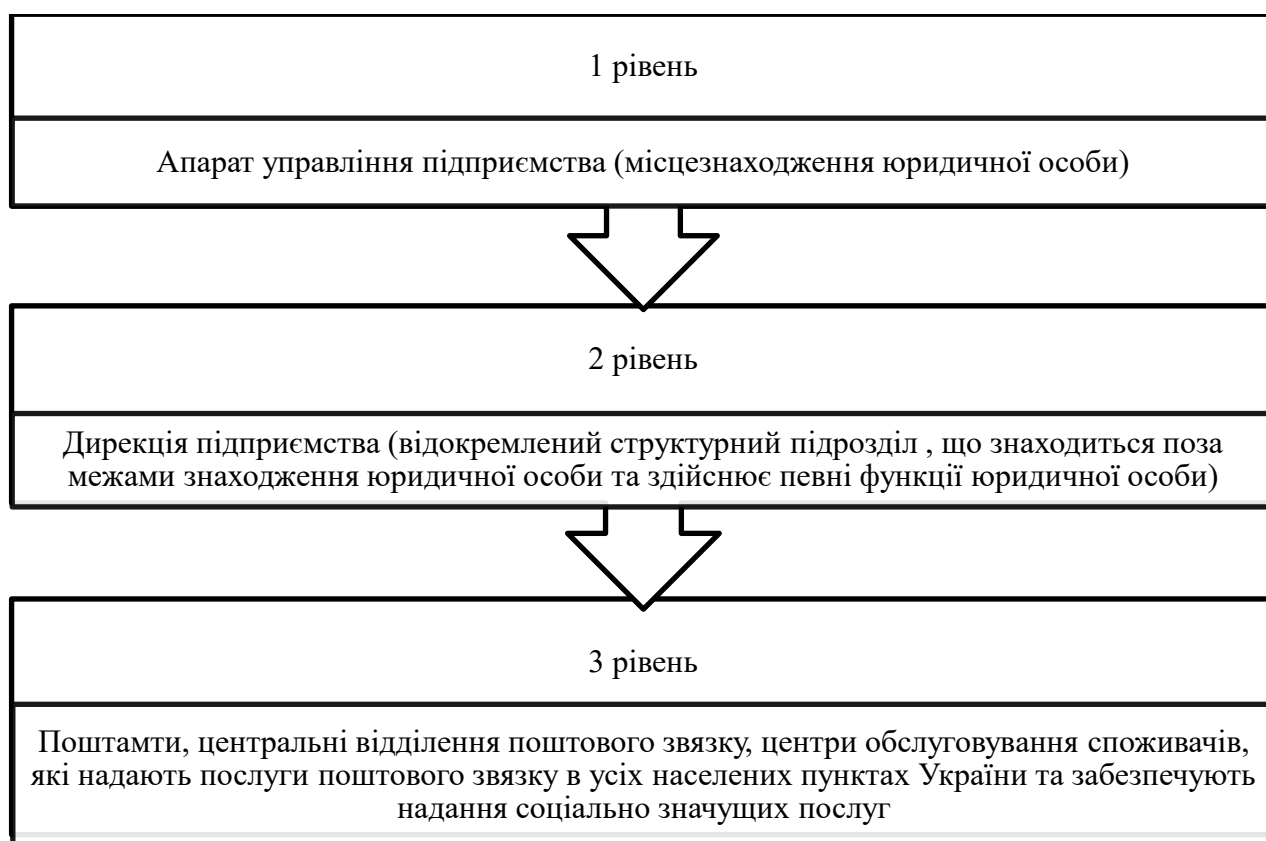 1 рівень
Апарат управління підприємства (місцезнаходження юридичної особи)
2 рівень
Дирекція підприємства (відокремлений структурний підрозділ , що знаходиться поза
межами знаходження юридичної особи та здійснює певні функції юридичної особи)
3 рівень
Поштамти, центральні відділення поштового звязку, центри обслуговування споживачів,
які надають послуги поштового звязку в усіх населених пунктах України та забезпечують
надання соціально значущих послуг